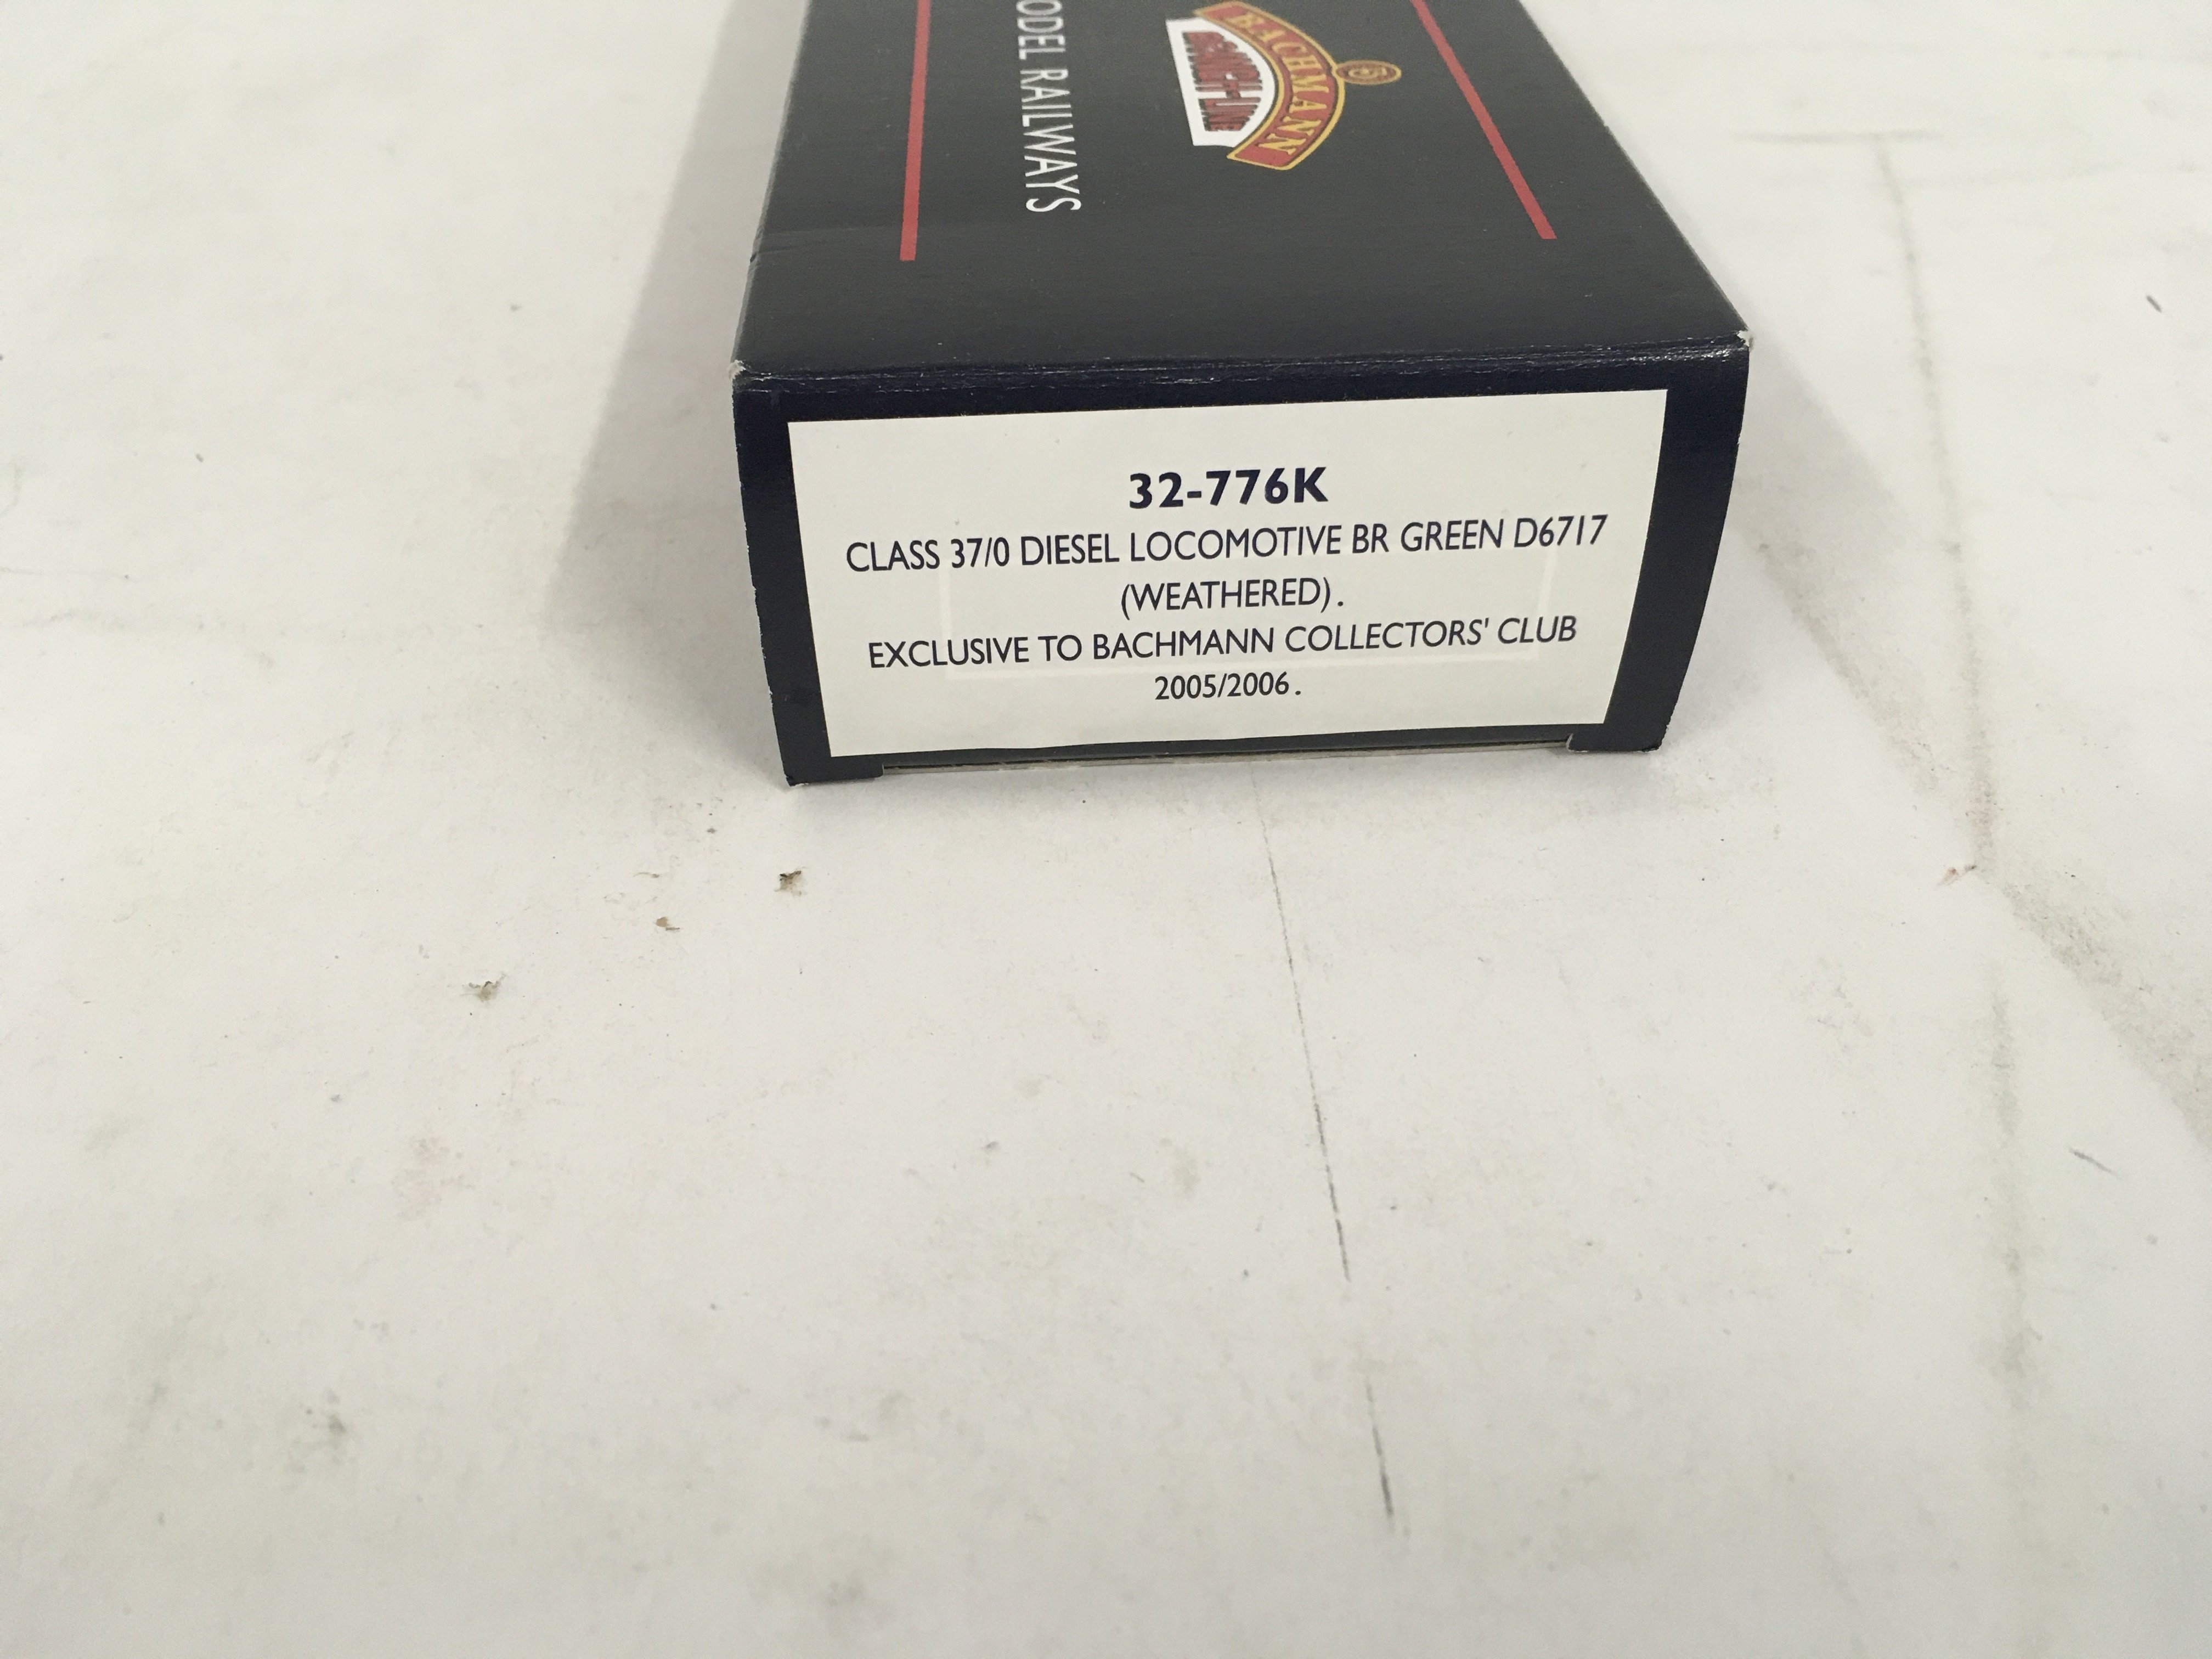 ODEL RAILWAYS
BACHMANN
BRANCH-LINE
32-776K
CLASS 37/0 DIESEL LOCOMOTIVE BR GREEN D6717
(WEATHERED).
EXCLUSIVE TO BACHMANN COLLECTORS' CLUB
2005/2006.